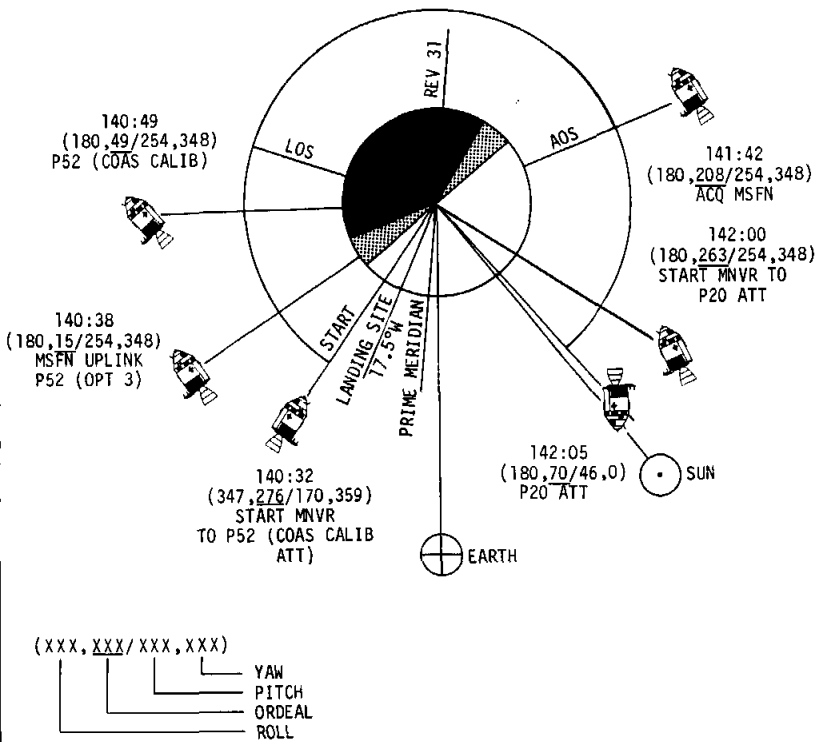 REV 31
140:49
(180,49/254,348)
P52 (COAS CALIB)
LOS
AOS
141:42
(180,208/254,348)
ACQ MSFN
142:00
(180,263/254,348)
START MNVR TO
P20 ATT
140:38
(180,15/254,348)
MSFN UPLINK
P52 (OPT 3)
START
LANDING SITE
17.5°W
PRIME MERIDIAN
140:32
(347,276/170,359)
START MNVR
TO P52 (COAS CALIB
ATT)
142:05
(180,70/46,0)
P20 ATT
SUN
EARTH
(XXX,XXX/XXX,XXX)
YAW
PITCH
ORDEAL
ROLL